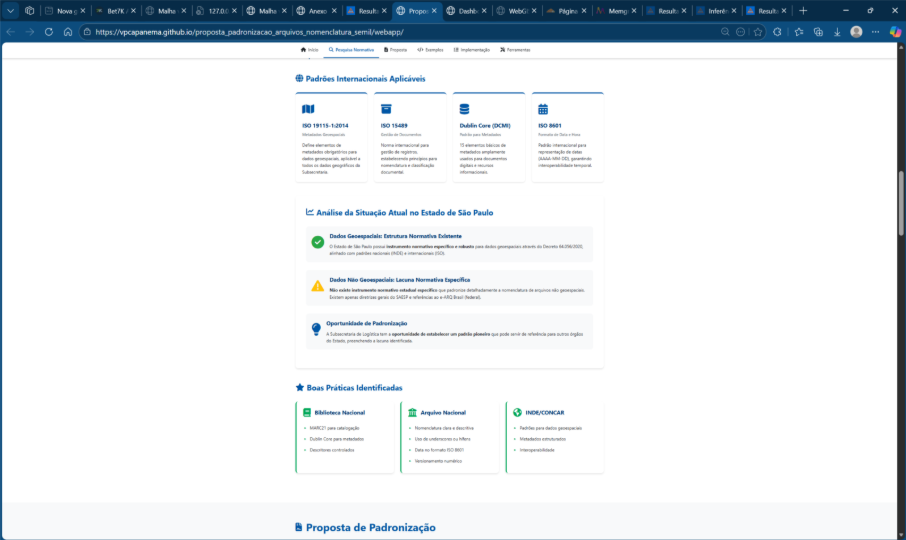 Nova g
Bet7K
Malha
127.0.0
Malha
Anexo
Result
Propos
Dashb
WebG
Página
Memp
Result
Inferên
Result
https://vpcapanema.github.io/proposta_padronizacao_arquivos_nomenclatura_semil/webapp/
Início Pesquisa Normativa Proposta Exemplos Implementação Ferramentas
Padrões Internacionais Aplicáveis
ISO 19115-1:2014
Metadados Geoespaciais
Define elementos de
metadados obrigatórios para
dados geoespaciais, aplicável a
todos os dados geográficos da
Subsecretaria.
ISO 15489
Gestão de Documentos
Norma internacional para
gestão de registros,
estabelecendo princípios para
nomenclatura e classificação
documental.
Dublin Core (DCMI)
Padrão para Metadados
15 elementos básicos de
metadados amplamente
usados para documentos
digitais e recursos
informacionais.
ISO 8601
Formato de Data e Hora
Padrão internacional para
representação de datas
(AAAA-MM-DD), garantindo
interoperabilidade temporal.
Análise da Situação Atual no Estado de São Paulo
Dados Geoespaciais: Estrutura Normativa Existente
O Estado de São Paulo possui instrumento normativo específico e robusto para dados geoespaciais através do Decreto
alinhado com padrões nacionais (INDE) e internacionais (ISO).
Dados Não Geoespaciais: Lacuna Normativa Específica
Não existe instrumento normativo estadual específico que padronize detalhadamente a nomenclatura de arquivos não geoespaciais.
Existem apenas diretrizes gerais do SAESP e referências ao e-ARQ Brasil (federal).
Oportunidade de Padronização
A Subsecretaria de Logística tem a oportunidade de estabelecer um padrão pioneiro que pode servir de referência para outros órgãos
do Estado, preenchendo a lacuna identificada.
Boas Práticas Identificadas
Biblioteca Nacional
• MARC21 para catalogação
• Dublin Core para metadados
• Descritores controlados
Arquivo Nacional
• Nomenclatura clara e descritiva
• Uso de underscores ou hífens
• Data no formato ISO 8601
• Versionamento numérico
INDE/CONCAR
• Padrões para dados geoespaciais
• Metadados estruturados
• Interoperabilidade
Proposta de Padronização